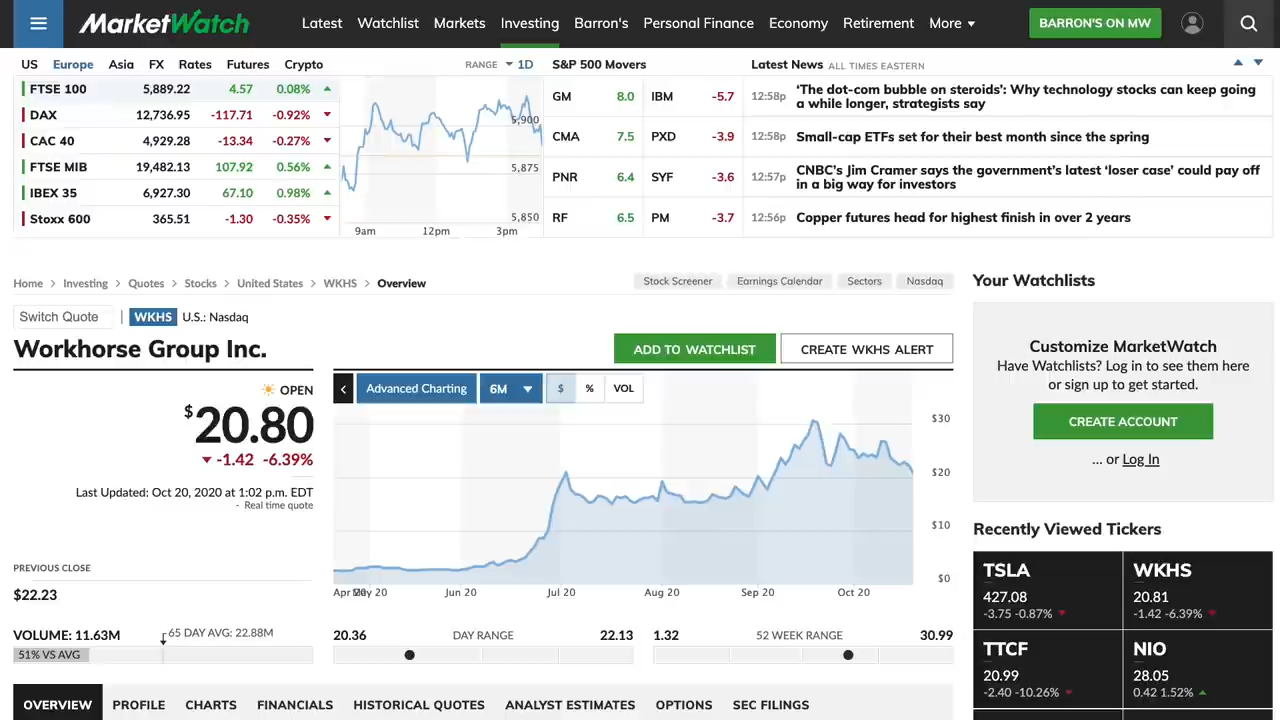 MarketWatch
Latest Watchlist Markets Investing Barron's Personal Finance Economy Retirement More
BARRON'S ON MW
US Europe Asia FX Rates Futures Crypto
RANGE 1D
FTSE 100 5,889.22 4.57 0.08%
DAX 12,736.95 -117.71 -0.92%
CAC 40 4,929.28 -13.34 -0.27%
FTSE MIB 19,482.13 107.92 0.56%
IBEX 35 6,927.30 67.10 0.98%
Stoxx 600 365.51 -1.30 -0.35%
5,900
5,875
5,850
9am 12pm 3pm
S&P 500 Movers
GM 8.0 IBM -5.7
CMA 7.5 PXD -3.9
PNR 6.4 SYF -3.6
RF 6.5 PM -3.7
Latest News ALL TIMES EASTERN
12:58p 'The dot-com bubble on steroids': Why technology stocks can keep going
a while longer, strategists say
12:58p Small-cap ETFs set for their best month since the spring
12:57p CNBC's Jim Cramer says the government's latest 'loser case' could pay off
in a big way for investors
12:56p Copper futures head for highest finish in over 2 years
Home > Investing > Quotes > Stocks > United States > WKHS > Overview
Stock Screener Earnings Calendar Sectors Nasdaq
Switch Quote | WKHS U.S.: Nasdaq
Workhorse Group Inc.
ADD TO WATCHLIST CREATE WKHS ALERT
OPEN
$20.80
-1.42 -6.39%
Last Updated: Oct 20, 2020 at 1:02 p.m. EDT
- Real time quote
PREVIOUS CLOSE
$22.23
VOLUME: 11.63M 65 DAY AVG: 22.88M
51% VS AVG
< Advanced Charting 6M $ % VOL
$30
$20
$10
$0
Apr 20 May 20 Jun 20 Jul 20 Aug 20 Sep 20 Oct 20
20.36 DAY RANGE 22.13
1.32 52 WEEK RANGE 30.99
OVERVIEW PROFILE CHARTS FINANCIALS HISTORICAL QUOTES ANALYST ESTIMATES OPTIONS SEC FILINGS
Your Watchlists
Customize MarketWatch
Have Watchlists? Log in to see them here
or sign up to get started.
CREATE ACCOUNT
... or Log In
Recently Viewed Tickers
TSLA
427.08
-3.75 -0.87%
WKHS
20.81
-1.42 -6.39%
TTCF
20.99
-2.40 -10.26%
NIO
28.05
0.42 1.52%